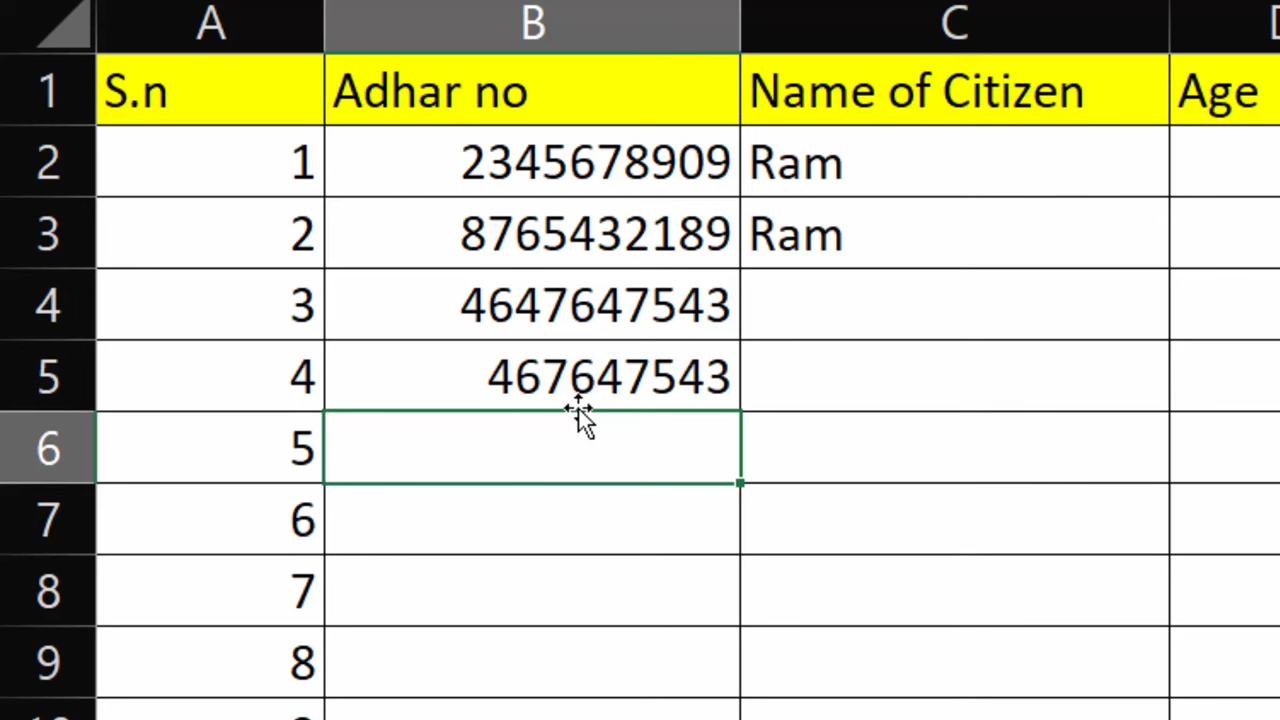 A B C
1 S.n Adhar no Name of Citizen Age
2 1 2345678909 Ram
3 2 8765432189 Ram
4 3 4647647543
5 4 467647543
6 5
7 6
8 7
9 8